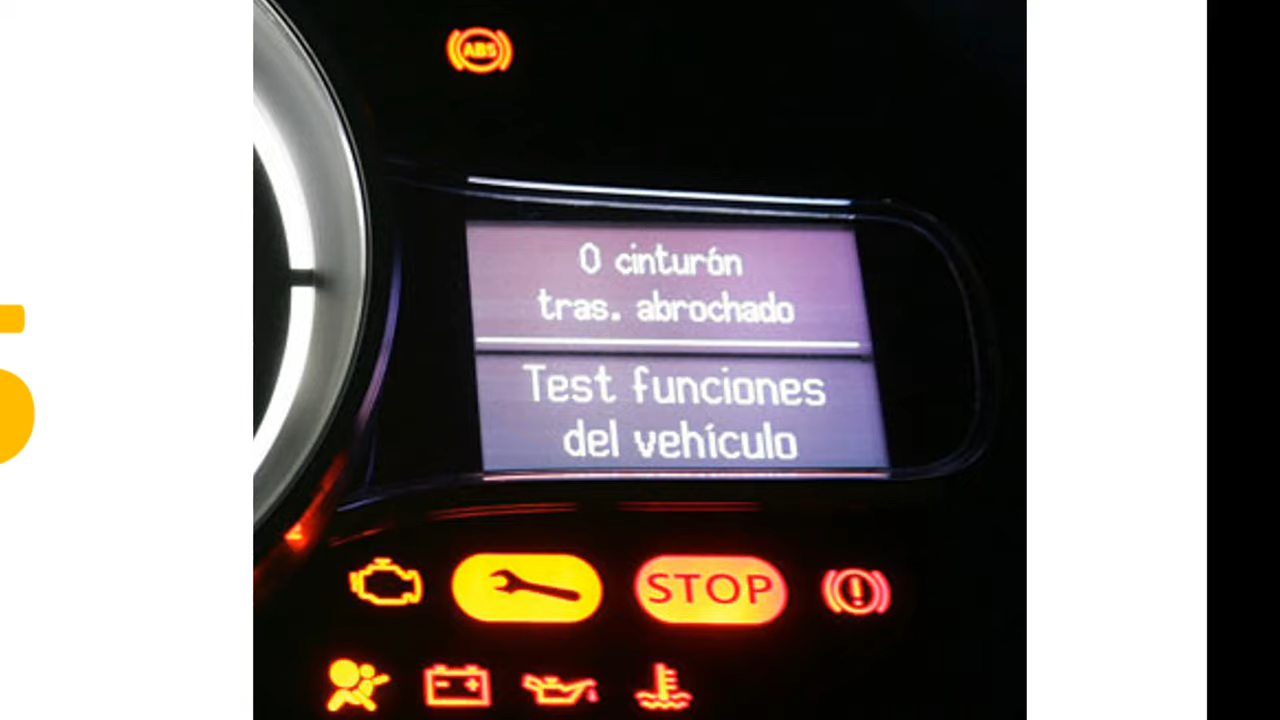 ABS
0 cinturón
tras. abrochado
Test funciones
del vehículo
STOP